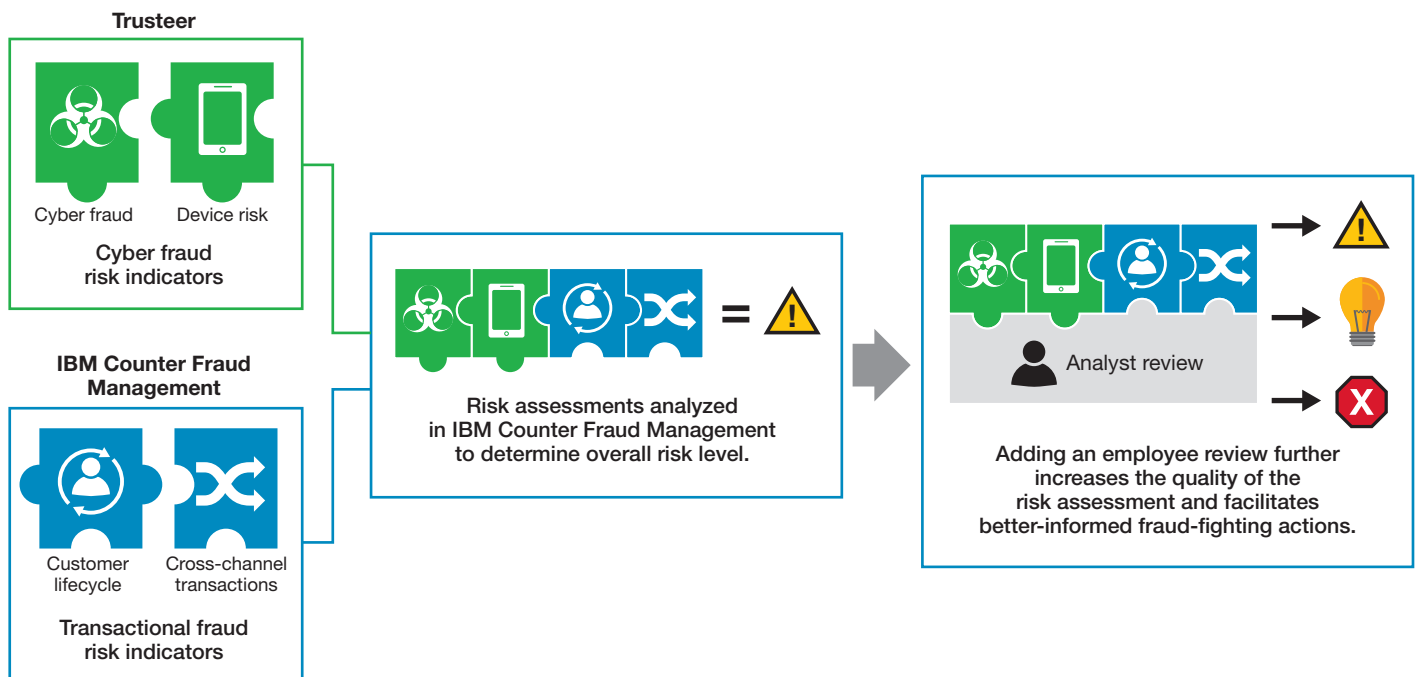 Trusteer
Cyber fraud
Device risk
Cyber fraud
risk indicators
IBM Counter Fraud
Management
Customer
lifecycle
Cross-channel
transactions
Transactional fraud
risk indicators
=
!
Risk assessments analyzed
in IBM Counter Fraud Management
to determine overall risk level.
Analyst review
!
X
Adding an employee review further
increases the quality of the
risk assessment and facilitates
better-informed fraud-fighting actions.